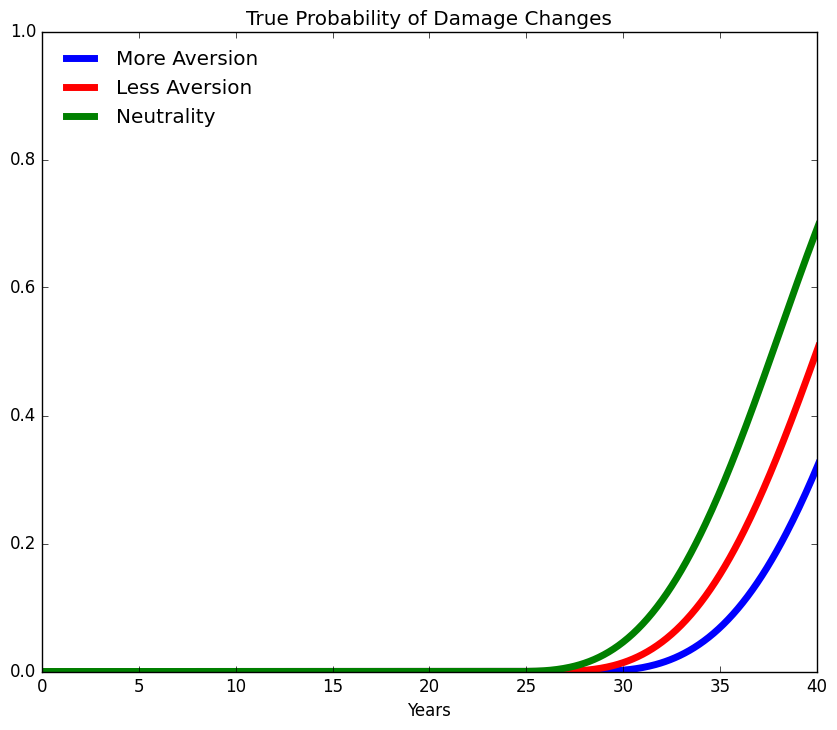 True Probability of Damage Changes
More Aversion
Less Aversion
Neutrality
1.0
0.8
0.6
0.4
0.2
0.0
0 5 10 15 20 25 30 35 40
Years